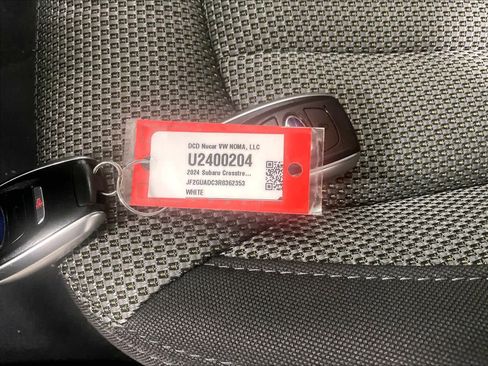 DCD Nucar VW NOMA, LLC
U2400204
2024 Subaru Crosstre...
JF2GUADC3R8362353
WHITE